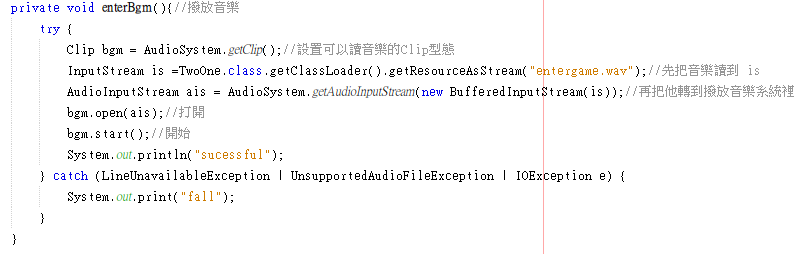 private void enterBgm(){//撥放音樂
try {
Clip bgm = AudioSystem.getClip();//設置可以讀音樂的Clip型態
InputStream is =TwoOne.class.getClassLoader().getResourceAsStream("entergame.wav");//先把音樂讀到 is
AudioInputStream ais = AudioSystem.getAudioInputStream(new BufferedInputStream(is));//再把他轉到撥放音樂系統裡
bgm.open(ais);//打開
bgm.start();//開始
System.out.println("sucessful");
} catch (LineUnavailableException | UnsupportedAudioFileException | IOException e) {
System.out.print("fall");
}
}